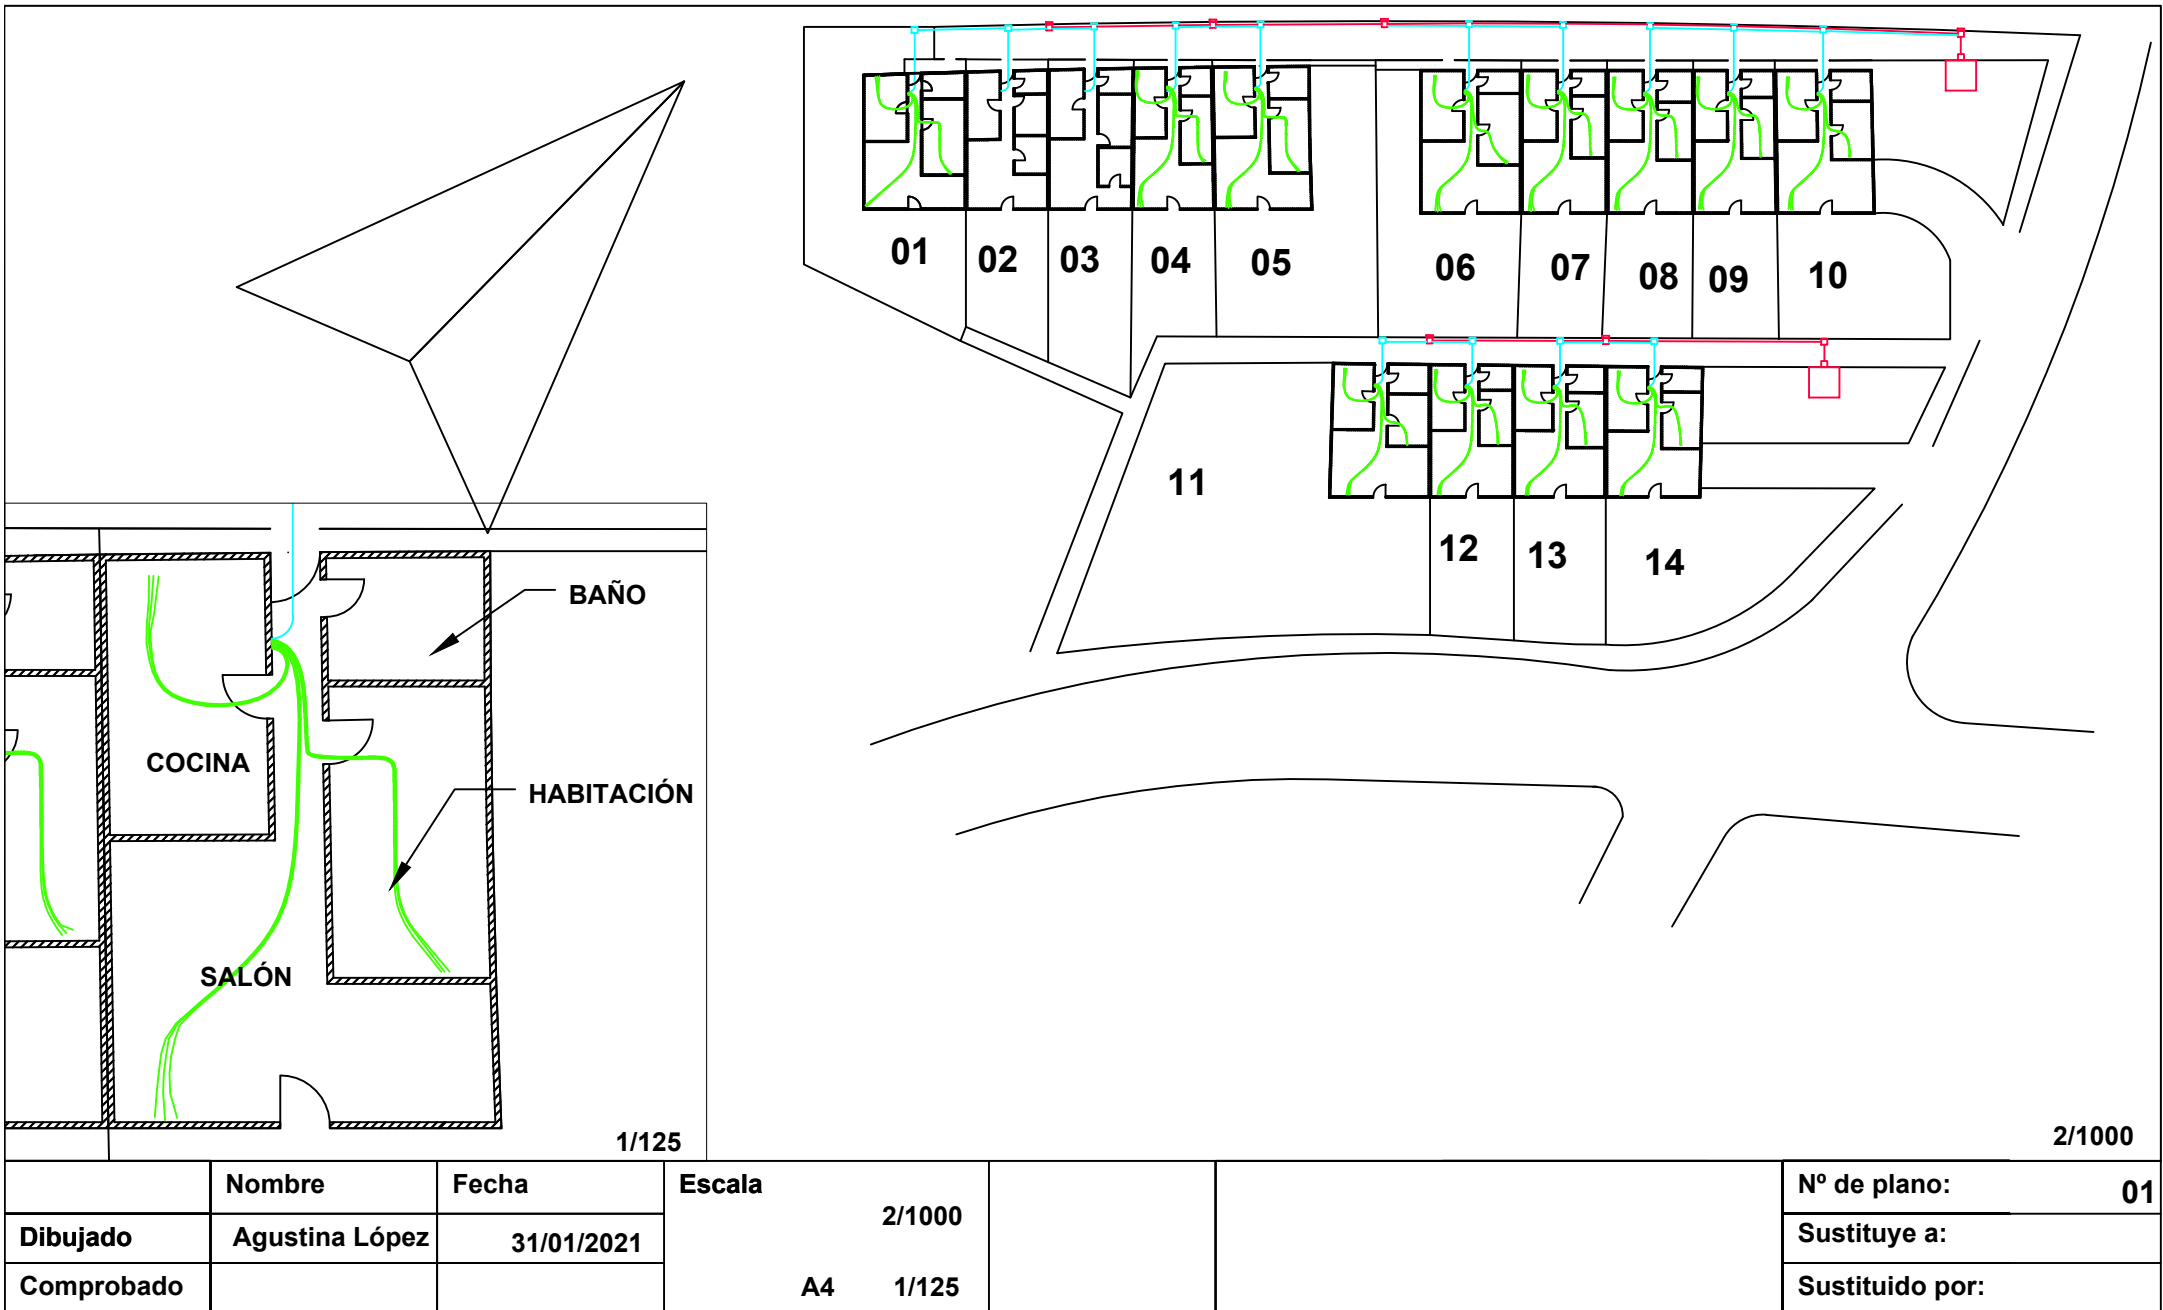 01
02
03
04
05
06
07
08
09
10
11
12
13
14
BAÑO
COCINA
HABITACIÓN
SALÓN
1/125
2/1000
Nombre
Fecha
Escala
Nº de plano:
01
2/1000
Dibujado
Agustina López
31/01/2021
Sustituye a:
Comprobado
A4
1/125
Sustituido por: